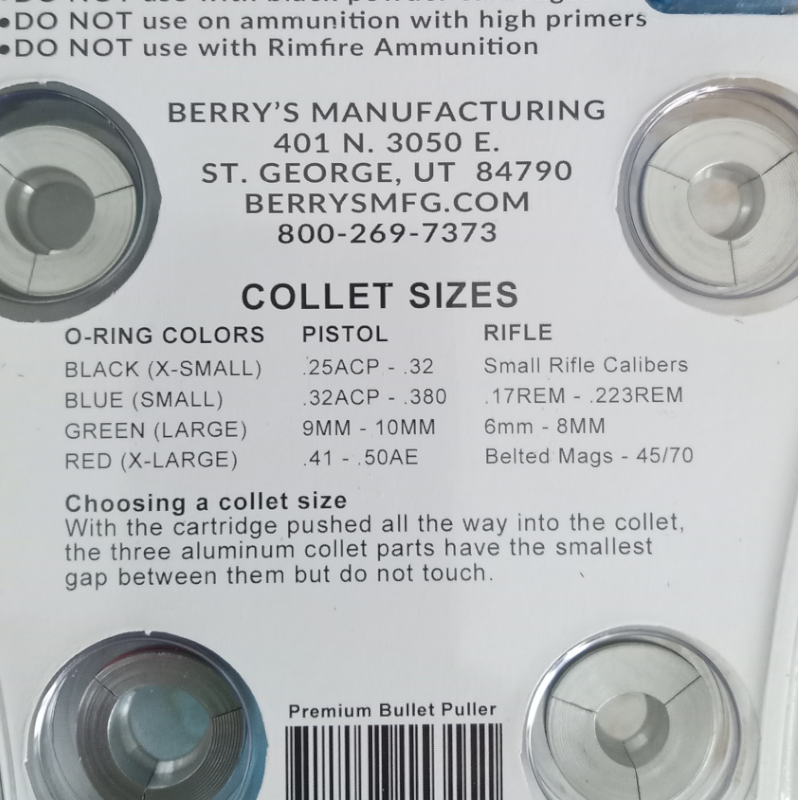 •DO NOT use on ammunition with high primers
•DO NOT use with Rimfire Ammunition
BERRY'S MANUFACTURING
401 N. 3050 E.
ST. GEORGE, UT 84790
BERRYSMFG.COM
800-269-7373
COLLET SIZES
O-RING COLORS PISTOL RIFLE
BLACK (X-SMALL) .25ACP - .32 Small Rifle Calibers
BLUE (SMALL) .32ACP - .380 .17REM - .223REM
GREEN (LARGE) 9MM - 10MM 6mm - 8MM
RED (X-LARGE) .41 - .50AE Belted Mags - 45/70
Choosing a collet size
With the cartridge pushed all the way into the collet,
the three aluminum collet parts have the smallest
gap between them but do not touch.
Premium Bullet Puller